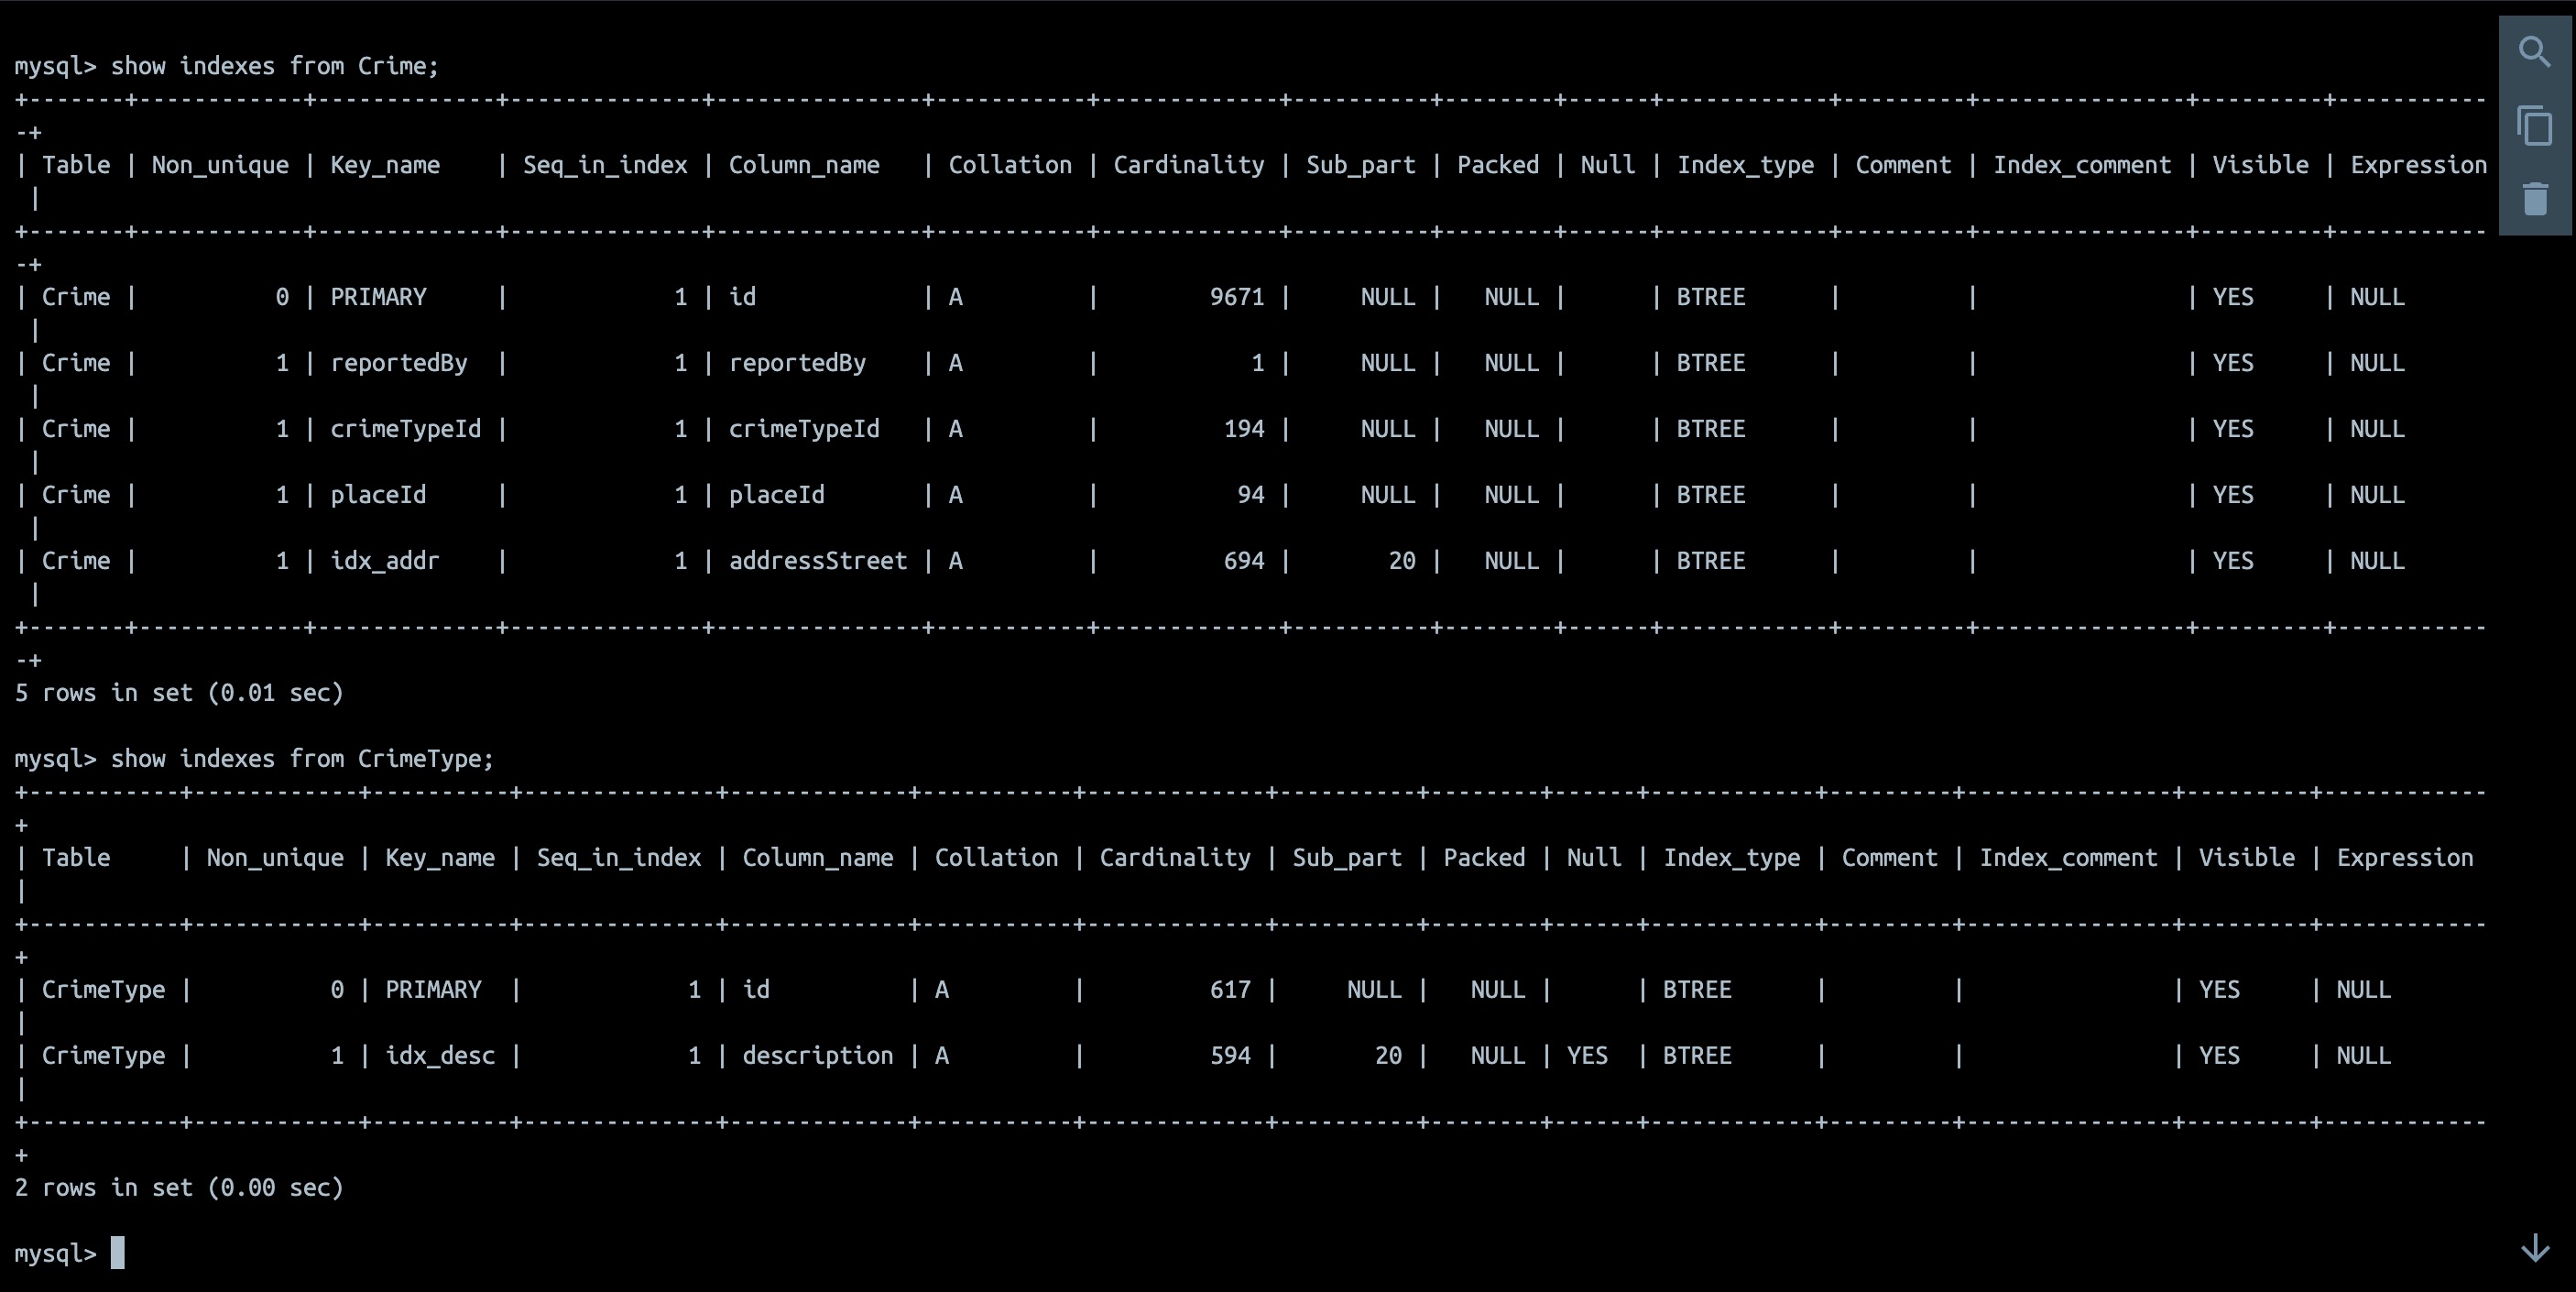 mysql> show indexes from Crime;
+-------+------------+-------------+--------------+---------------+-----------+-------------+----------+--------+------+------------+---------+---------------+---------+-----------
-+
| Table | Non_unique | Key_name    | Seq_in_index | Column_name   | Collation | Cardinality | Sub_part | Packed | Null | Index_type | Comment | Index_comment | Visible | Expression
 |
+-------+------------+-------------+--------------+---------------+-----------+-------------+----------+--------+------+------------+---------+---------------+---------+-----------
-+
| Crime |          0 | PRIMARY     |            1 | id            | A         |        9671 |     NULL |   NULL |      | BTREE      |         |               | YES     | NULL
 |
| Crime |          1 | reportedBy  |            1 | reportedBy    | A         |           1 |     NULL |   NULL |      | BTREE      |         |               | YES     | NULL
 |
| Crime |          1 | crimeTypeId |            1 | crimeTypeId   | A         |         194 |     NULL |   NULL |      | BTREE      |         |               | YES     | NULL
 |
| Crime |          1 | placeId     |            1 | placeId       | A         |          94 |     NULL |   NULL |      | BTREE      |         |               | YES     | NULL
 |
| Crime |          1 | idx_addr    |            1 | addressStreet | A         |         694 |       20 |   NULL |      | BTREE      |         |               | YES     | NULL
 |
+-------+------------+-------------+--------------+---------------+-----------+-------------+----------+--------+------+------------+---------+---------------+---------+-----------
-+
5 rows in set (0.01 sec)

mysql> show indexes from CrimeType;
+-----------+------------+----------+--------------+-------------+-----------+-------------+----------+--------+------+------------+---------+---------------+---------+------------
+
| Table     | Non_unique | Key_name | Seq_in_index | Column_name | Collation | Cardinality | Sub_part | Packed | Null | Index_type | Comment | Index_comment | Visible | Expression
|
+-----------+------------+----------+--------------+-------------+-----------+-------------+----------+--------+------+------------+---------+---------------+---------+------------
+
| CrimeType |          0 | PRIMARY  |            1 | id          | A         |         617 |     NULL |   NULL |      | BTREE      |         |               | YES     | NULL
|
| CrimeType |          1 | idx_desc |            1 | description | A         |         594 |       20 |   NULL | YES  | BTREE      |         |               | YES     | NULL
|
+-----------+------------+----------+--------------+-------------+-----------+-------------+----------+--------+------+------------+---------+---------------+---------+------------
+
2 rows in set (0.00 sec)

mysql>